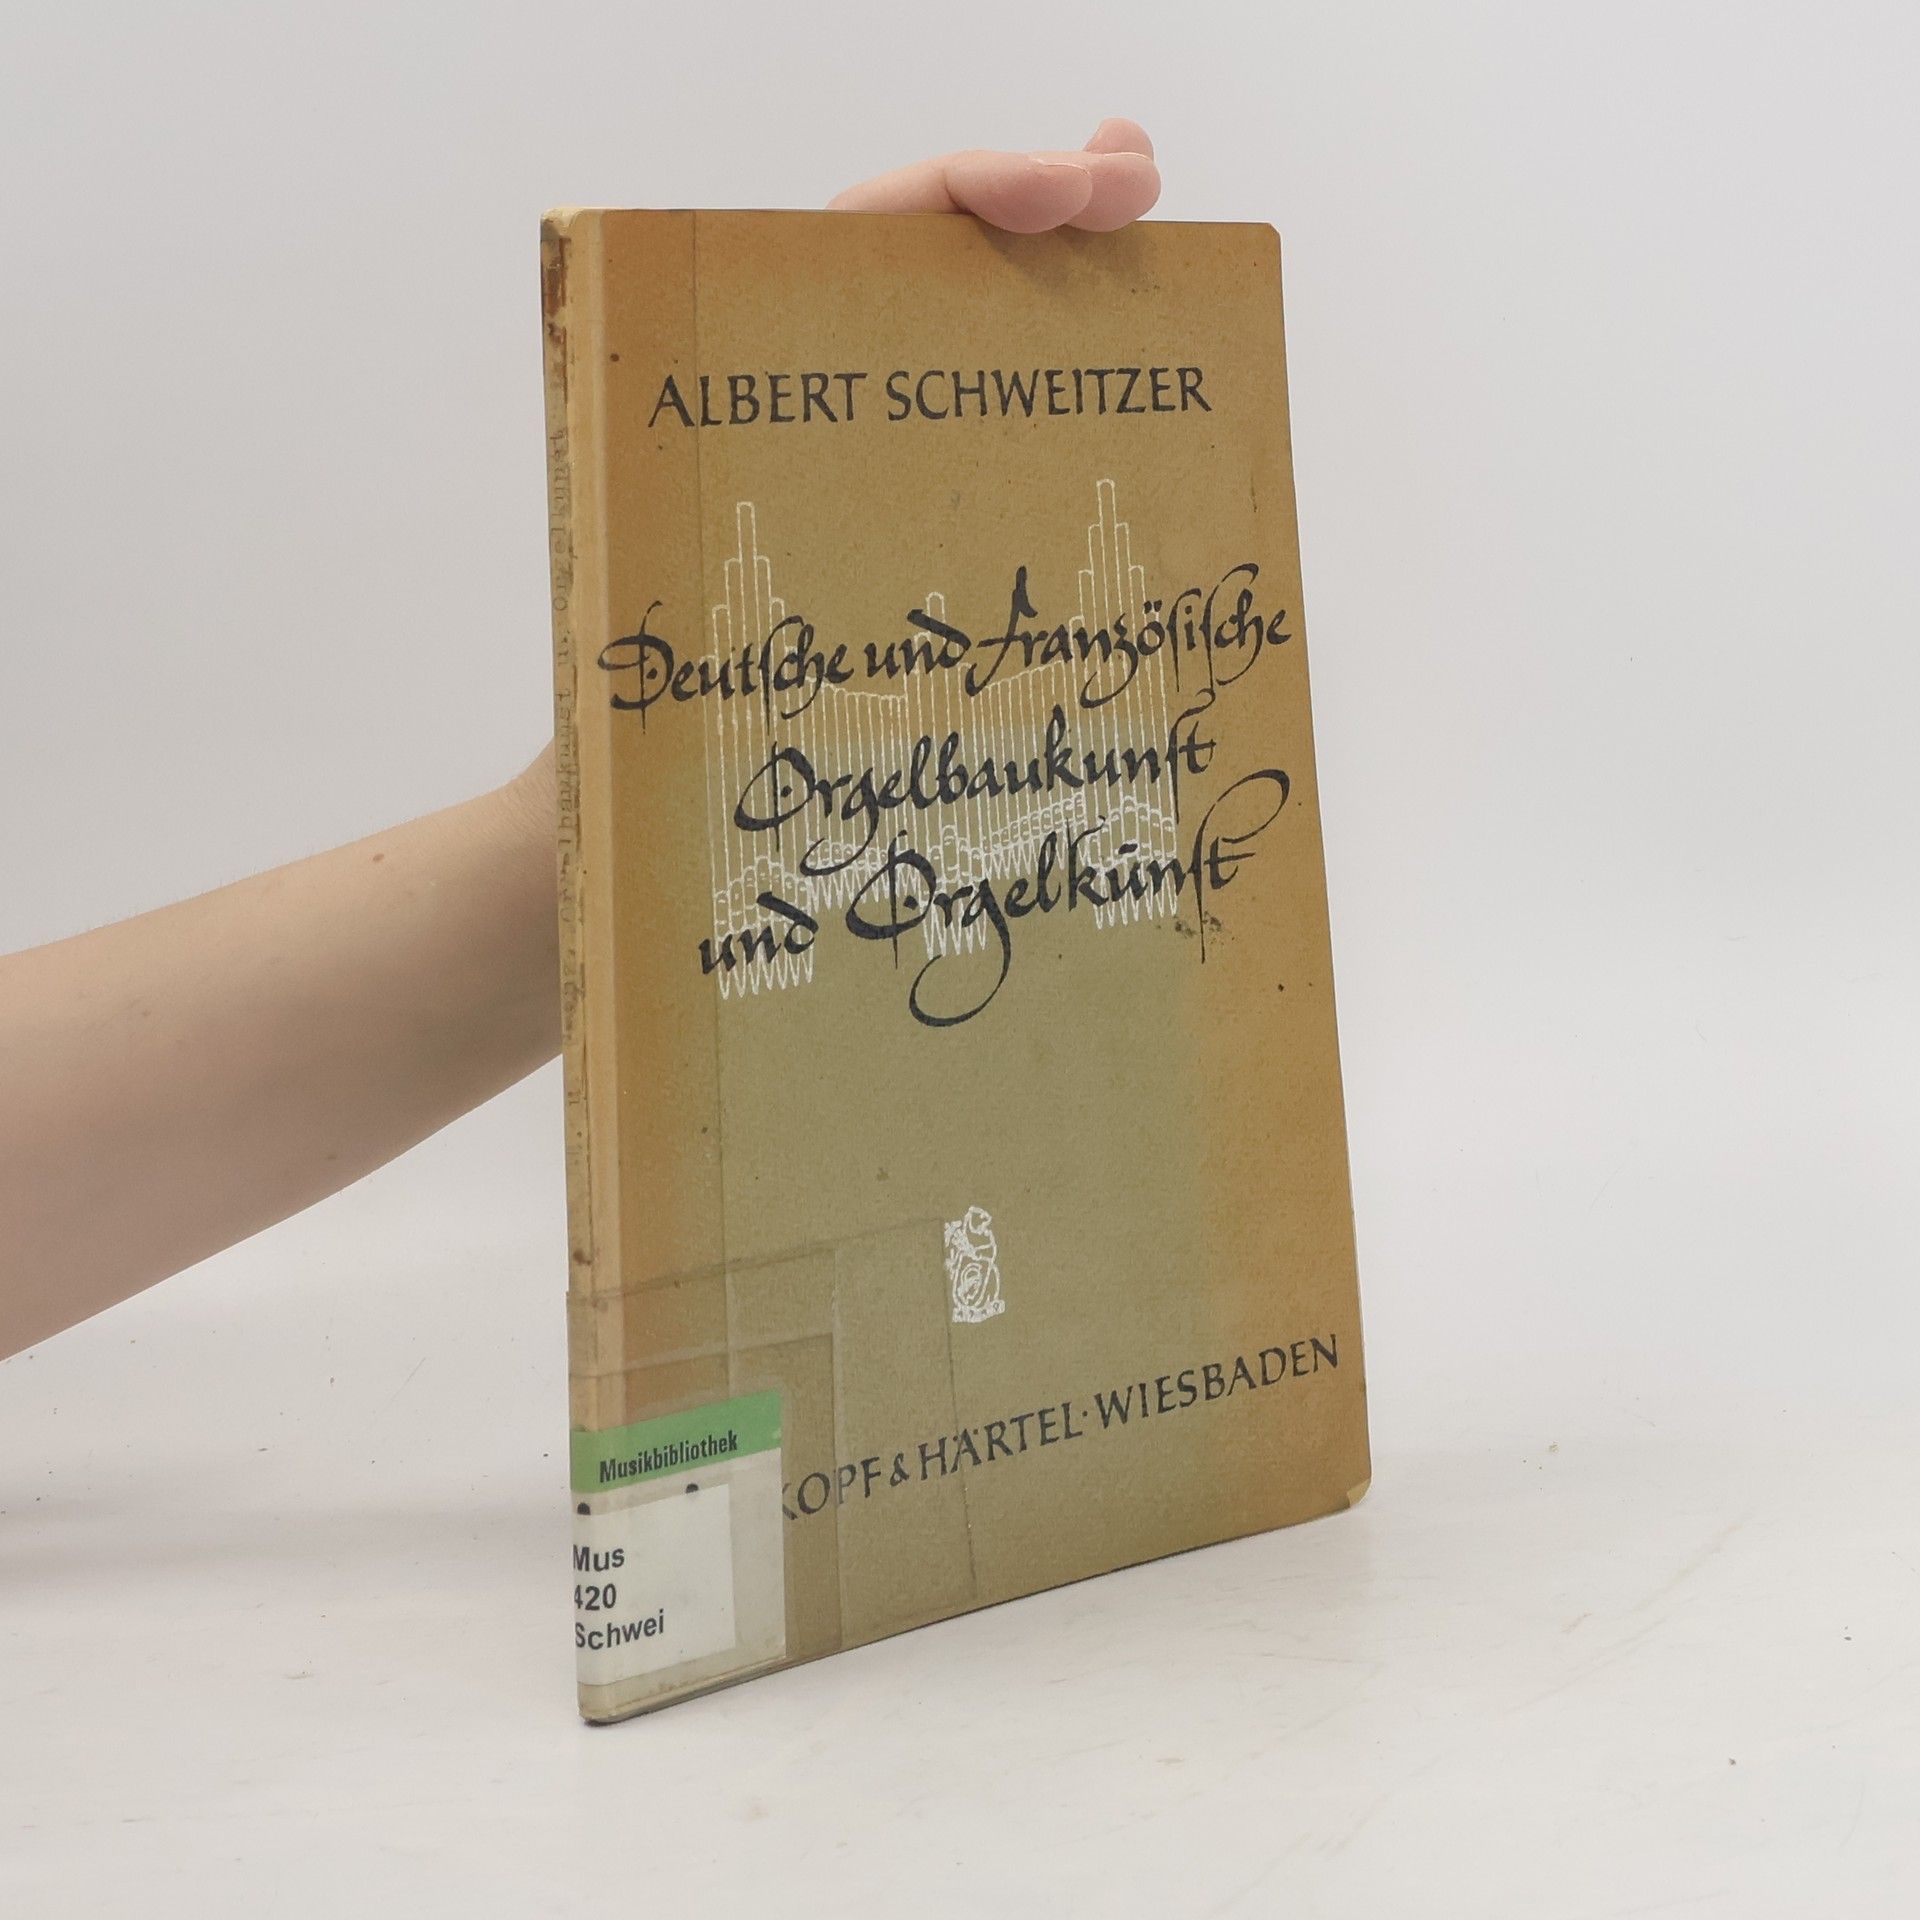 ALBERT SCHWEITZER
Deutſche und franzöſiſche
Orgelbaukunſt
und Orgelkunſt
KOPF & HÄRTEL · WIESBADEN
Musikbibliothek
Mus
420
Schwei